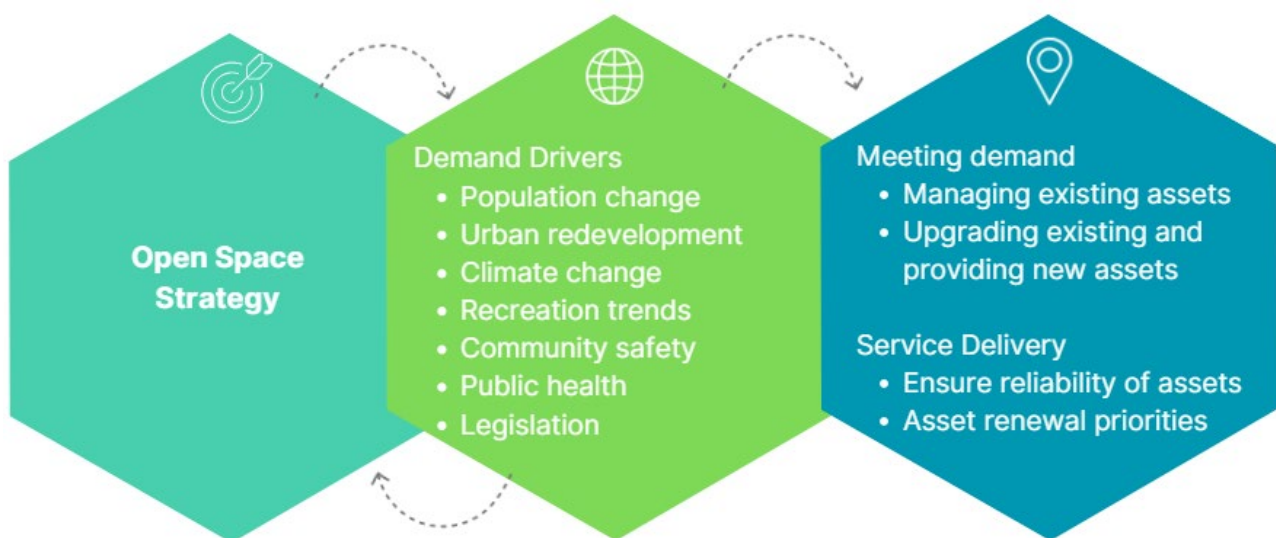 Open Space
Strategy
Demand Drivers
• Population change
• Urban redevelopment
• Climate change
• Recreation trends
• Community safety
• Public health
• Legislation
Meeting demand
• Managing existing assets
• Upgrading existing and
providing new assets
Service Delivery
• Ensure reliability of assets
• Asset renewal priorities